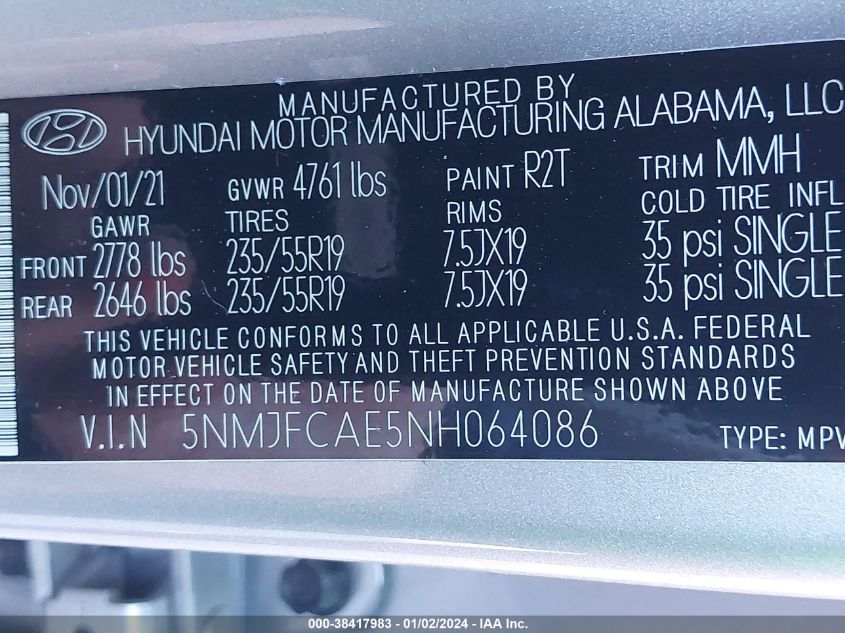 MANUFACTURED BY
HYUNDAI MOTOR MANUFACTURING ALABAMA, LLC
Nov/01/21 GVWR 4761 lbs PAINT R2T TRIM MMH
GAWR TIRES RIMS COLD TIRE INFL
FRONT 2778 lbs 235/55R19 7.5JX19 35 psi SINGLE
REAR 2646 lbs 235/55R19 7.5JX19 35 psi SINGLE
THIS VEHICLE CONFORMS TO ALL APPLICABLE U.S.A. FEDERAL
MOTOR VEHICLE SAFETY AND THEFT PREVENTION STANDARDS
IN EFFECT ON THE DATE OF MANUFACTURE SHOWN ABOVE
V.I.N 5NMJFCAE5NH064086 TYPE: MPV
000-38417983 - 01/02/2024 - IAA Inc.